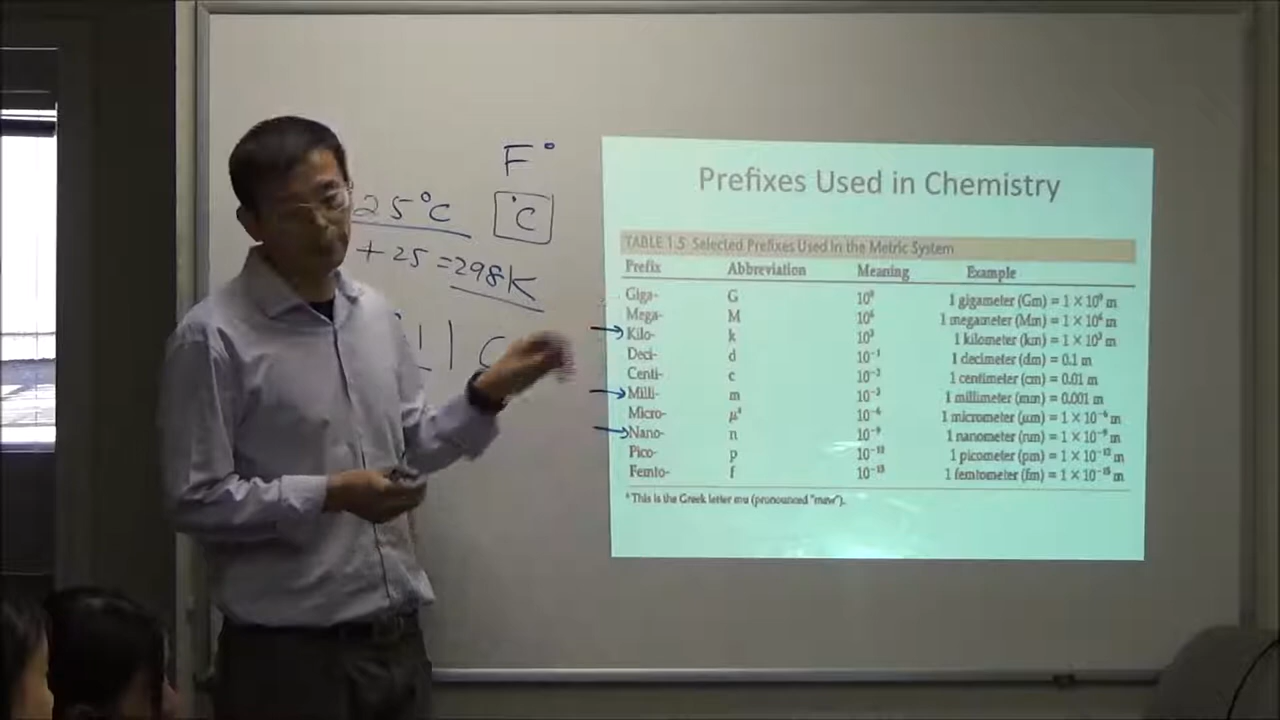 F°
25°C
°C
+ 25 = 298K
Prefixes Used in Chemistry
TABLE 1.5 Selected Prefixes Used in the Metric System
Prefix Abbreviation Meaning Example
Giga- G 10⁹ 1 gigameter (Gm) = 1 × 10⁹ m
Mega- M 10⁶ 1 megameter (Mm) = 1 × 10⁶ m
Kilo- k 10³ 1 kilometer (km) = 1 × 10³ m
Deci- d 10⁻¹ 1 decimeter (dm) = 0.1 m
Centi- c 10⁻² 1 centimeter (cm) = 0.01 m
Milli- m 10⁻³ 1 millimeter (mm) = 0.001 m
Micro- μᵃ 10⁻⁶ 1 micrometer (μm) = 1 × 10⁻⁶ m
Nano- n 10⁻⁹ 1 nanometer (nm) = 1 × 10⁻⁹ m
Pico- p 10⁻¹² 1 picometer (pm) = 1 × 10⁻¹² m
Femto- f 10⁻¹⁵ 1 femtometer (fm) = 1 × 10⁻¹⁵ m
ᵃ This is the Greek letter mu (pronounced "mew").